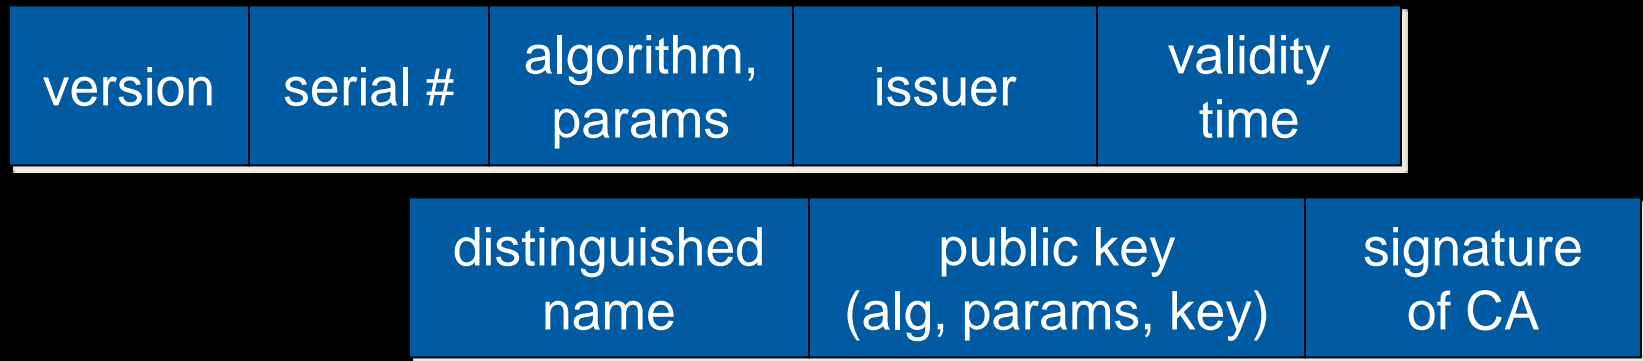 version
serial #
algorithm,
params
issuer
validity
time
distinguished
name
public key
(alg, params, key)
signature
of CA